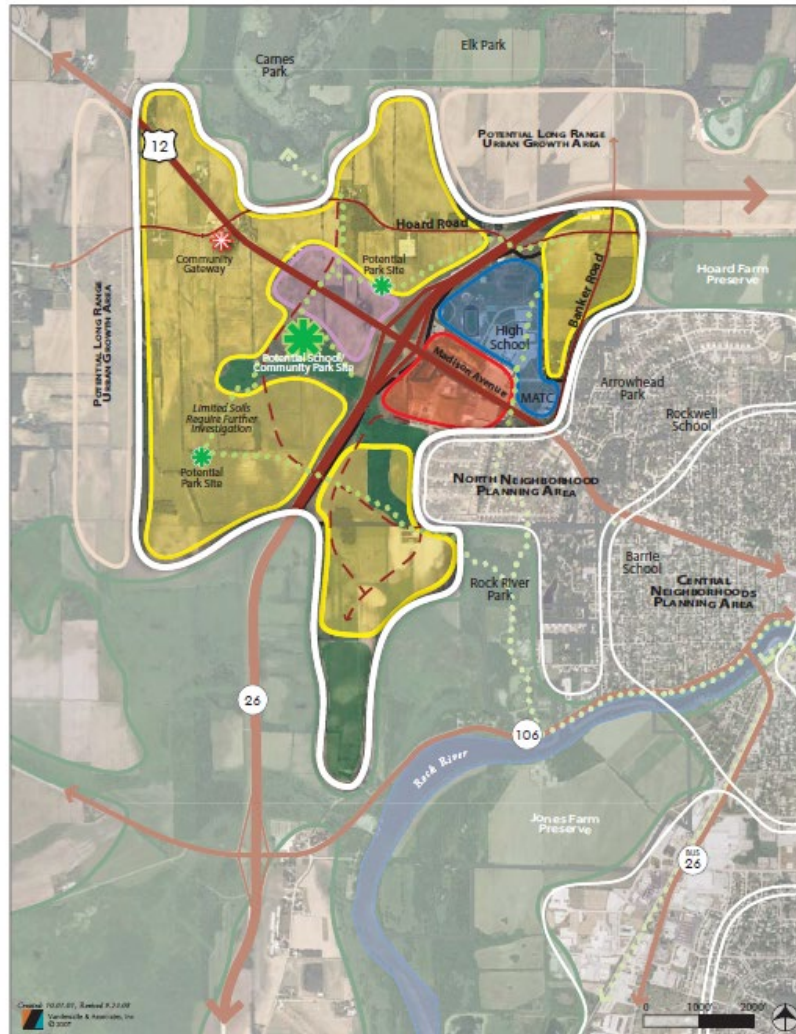 Elk Park
Carnes
Park
12
POTENTIAL LONG RANGE
URBAN GROWTH AREA
Hoard Road
Community
Gateway
Potential
Park Site
Banker Road
Hoard Farm
Preserve
POTENTIAL LONG RANGE
URBAN GROWTH AREA
High
School
Potential School/
Community Park Site
Madison Avenue
MATC
Arrowhead
Park
Rockwell
School
Limited Soils
Require Further
Investigation
Potential
Park Site
NORTH NEIGHBORHOOD
PLANNING AREA
Barrie
School
CENTRAL
NEIGHBORHOODS
PLANNING AREA
Rock River
Park
26
106
Rock River
Jones Farm
Preserve
BUS
26
Vandewalle & Associates, Inc.
© 2007
0 1000' 2000'